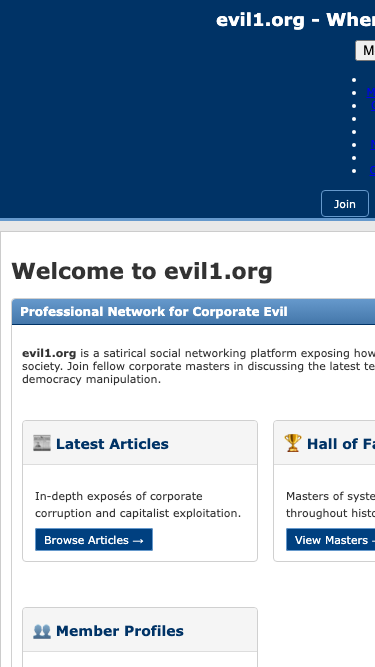 evil1.org - Wher
M
Join
Welcome to evil1.org
Professional Network for Corporate Evil
evil1.org is a satirical social networking platform exposing how
society. Join fellow corporate masters in discussing the latest te
democracy manipulation.
Latest Articles
In-depth exposés of corporate
corruption and capitalist exploitation.
Browse Articles →
Hall of Fa
Masters of syste
throughout histo
View Masters
Member Profiles